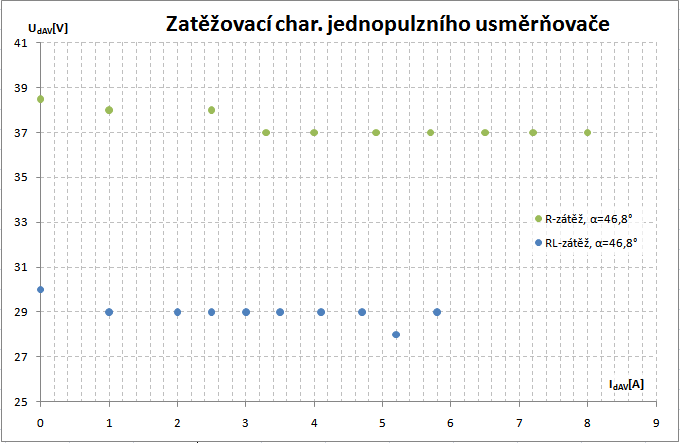 Zatěžovací char. jednopulzního usměrňovače
UdAV[V]
41
39
37
35
33
31
29
27
25
R-zátěž, α=46,8°
RL-zátěž, α=46,8°
IdAV[A]
0 1 2 3 4 5 6 7 8 9